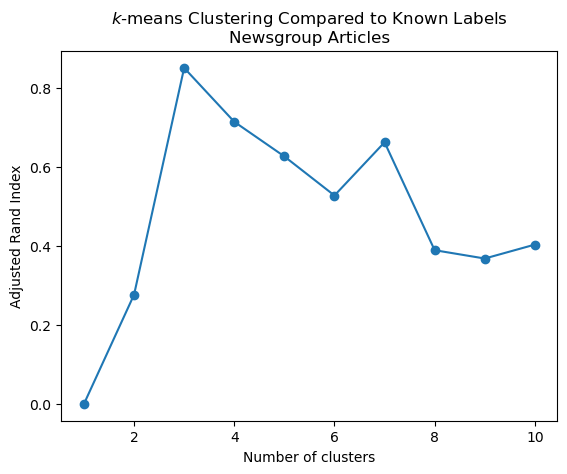 k-means Clustering Compared to Known Labels
Newsgroup Articles
0.8
0.6
0.4
0.2
0.0
Adjusted Rand Index
2 4 6 8 10
Number of clusters